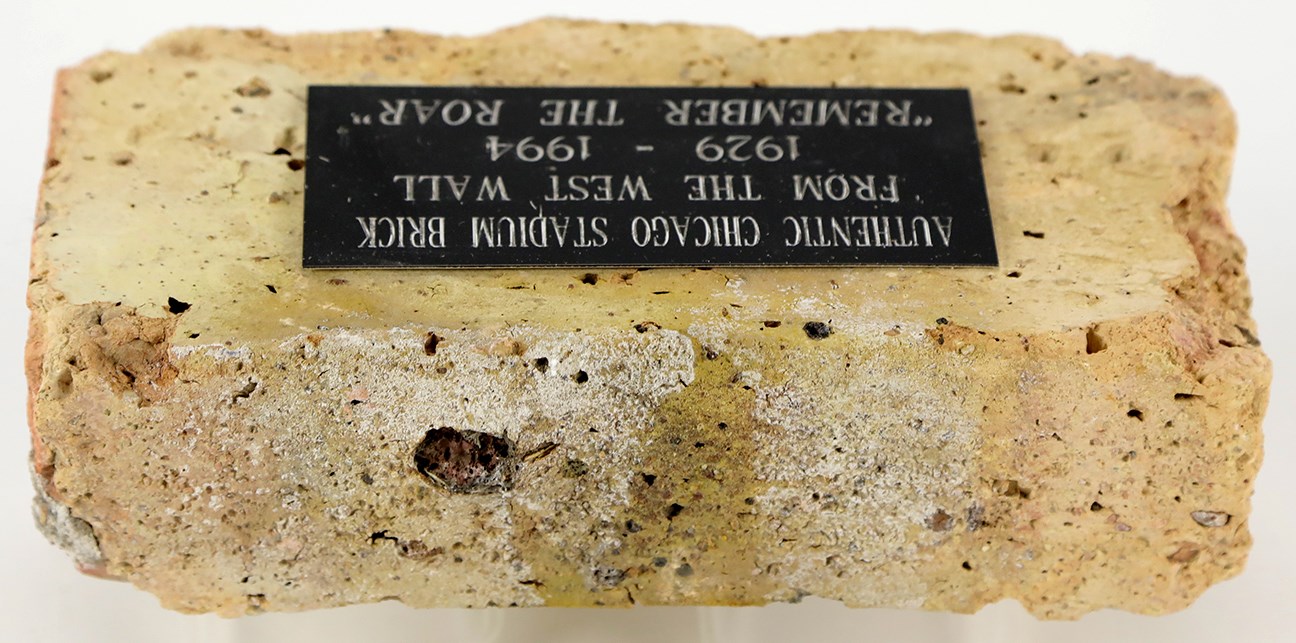 AUTHENTIC CHICAGO STADIUM BRICK
FROM THE WEST WALL
1929 - 1994
"REMEMBER THE ROAR"